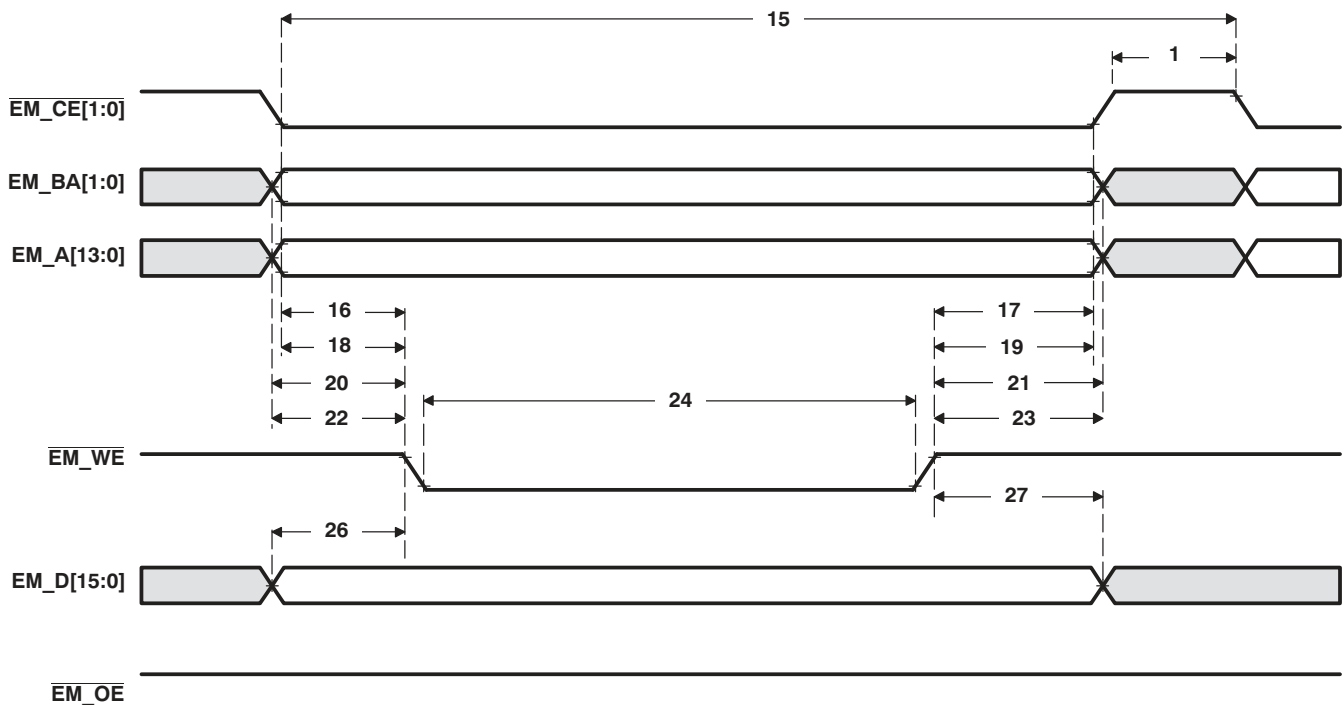 15
1
EM_CE[1:0]
EM_BA[1:0]
EM_A[13:0]
16
17
18
19
20
21
24
22
23
EM_WE
27
26
EM_D[15:0]
EM_OE